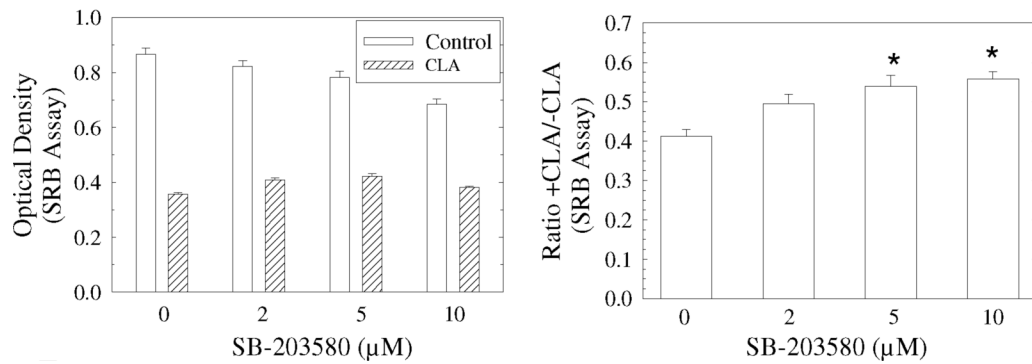 1.0
0.8
0.6
0.4
0.2
0.0
Optical Density
(SRB Assay)
Control
CLA
0 2 5 10
SB-203580 (µM)
0.7
0.6
0.5
0.4
0.3
0.2
0.1
0.0
Ratio +CLA/-CLA
(SRB Assay)
* *
0 2 5 10
SB-203580 (µM)